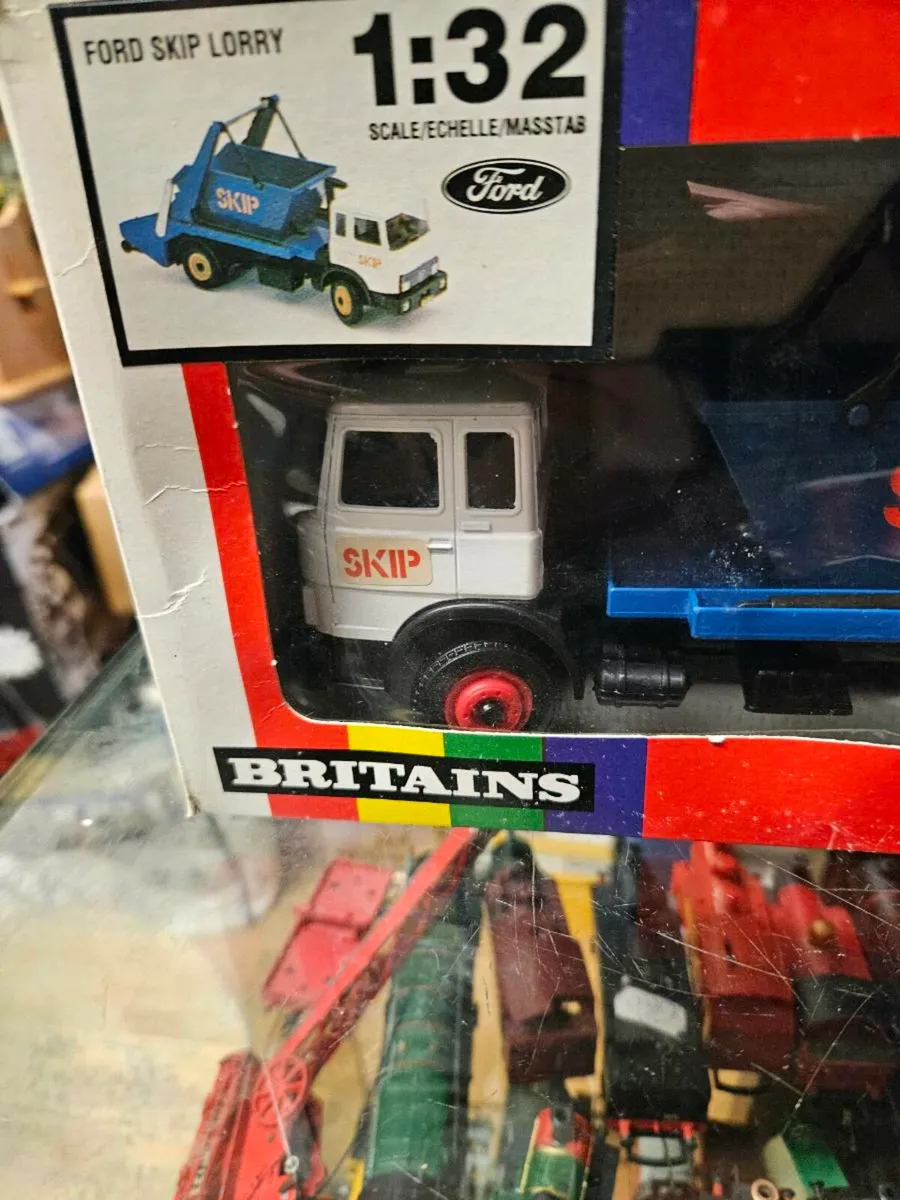 FORD SKIP LORRY
1:32
SCALE/ECHELLE/MASSTAB
Ford
SKIP
SKIP
SKIP
S
BRITAINS